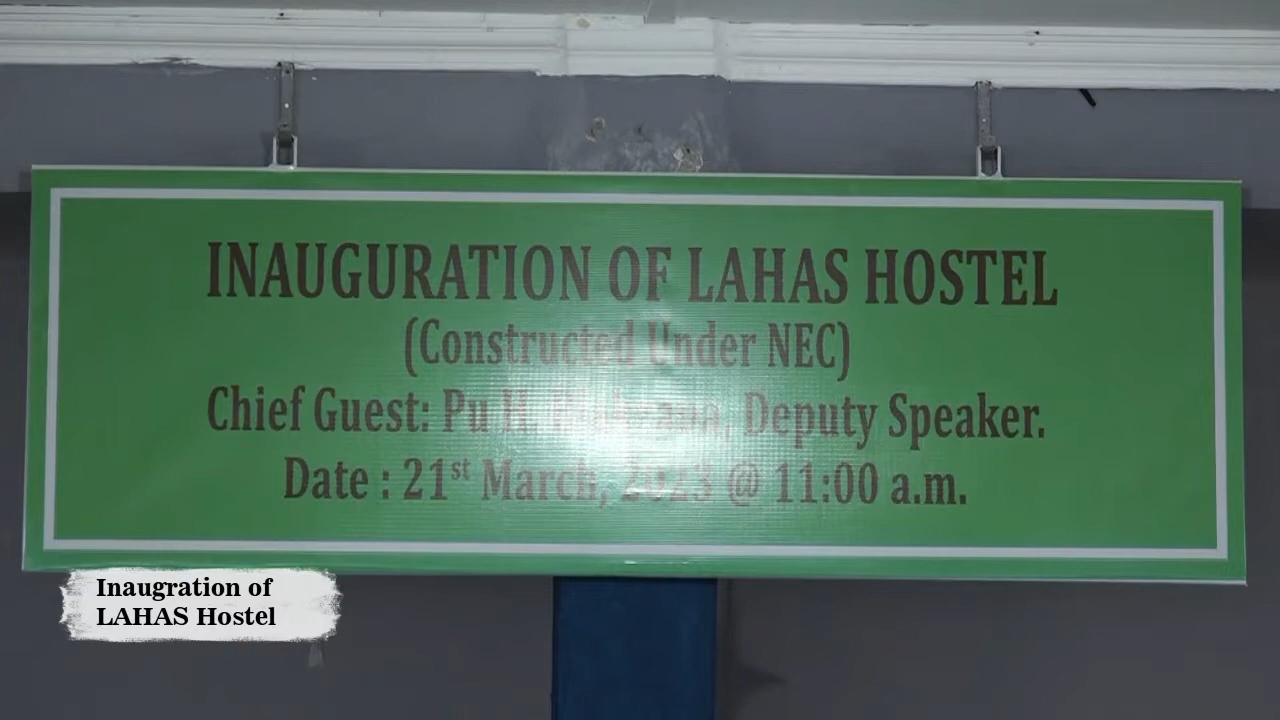 INAUGURATION OF LAHAS HOSTEL
(Constructed Under NEC)
Chief Guest: Pu H. Deputy Speaker.
Date : 21st March, 2023 @ 11:00 a.m.
Inaugration of
LAHAS Hostel